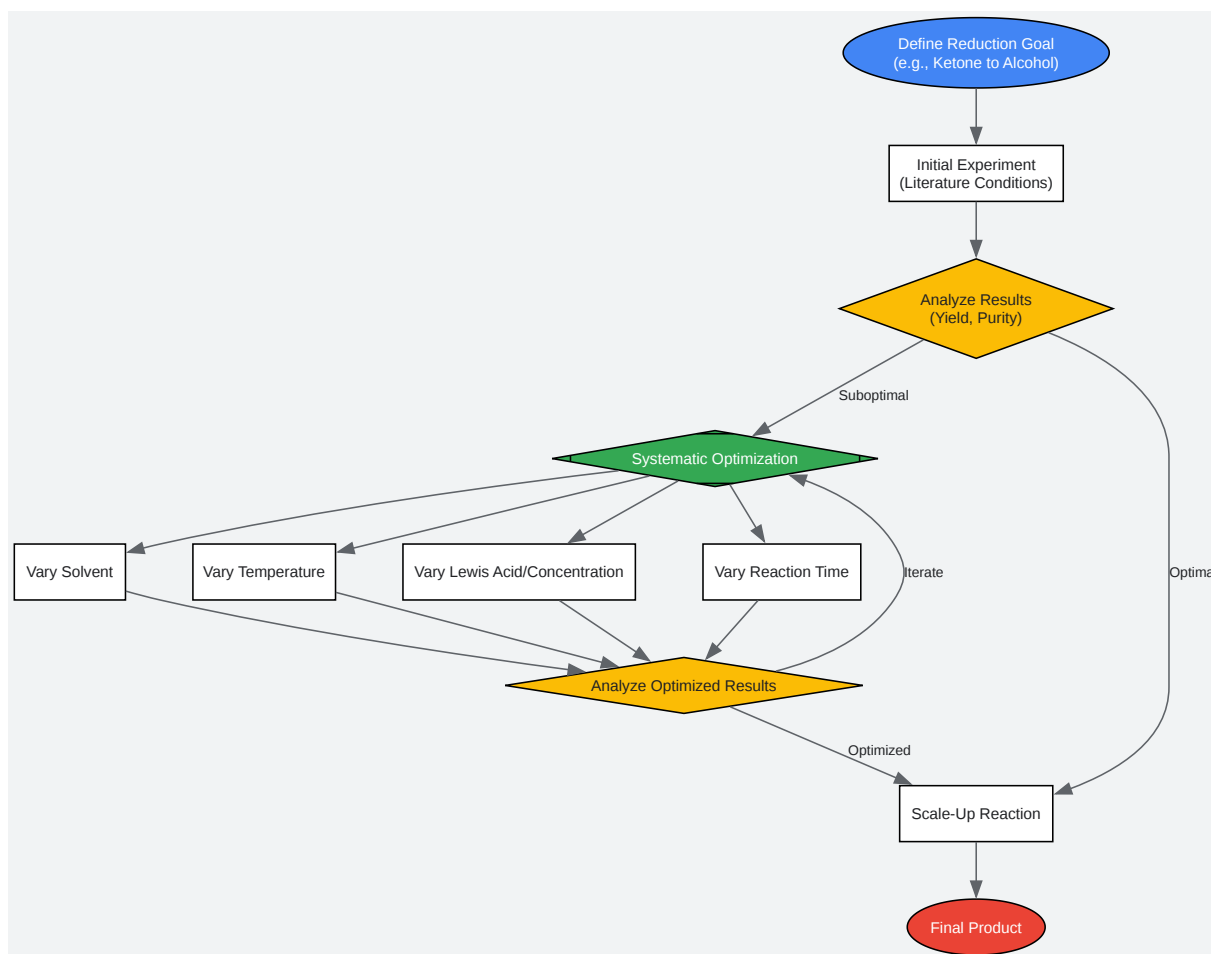 Define Reduction Goal
(e.g., Ketone to Alcohol)
Initial Experiment
(Literature Conditions)
Analyze Results
(Yield, Purity)
Suboptimal
Systematic Optimization
Vary Solvent
Vary Temperature
Vary Lewis Acid/Concentration
Vary Reaction Time
Iterate
Optima
Analyze Optimized Results
Optimized
Scale-Up Reaction
Final Product